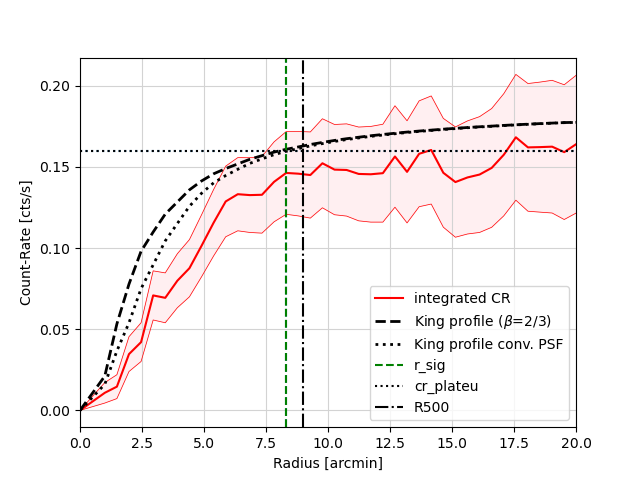 0.20
0.15
0.10
0.05
0.00
Count-Rate [cts/s]
integrated CR
King profile (β=2/3)
King profile conv. PSF
r_sig
cr_plateu
R500
0.0 2.5 5.0 7.5 10.0 12.5 15.0 17.5 20.0
Radius [arcmin]